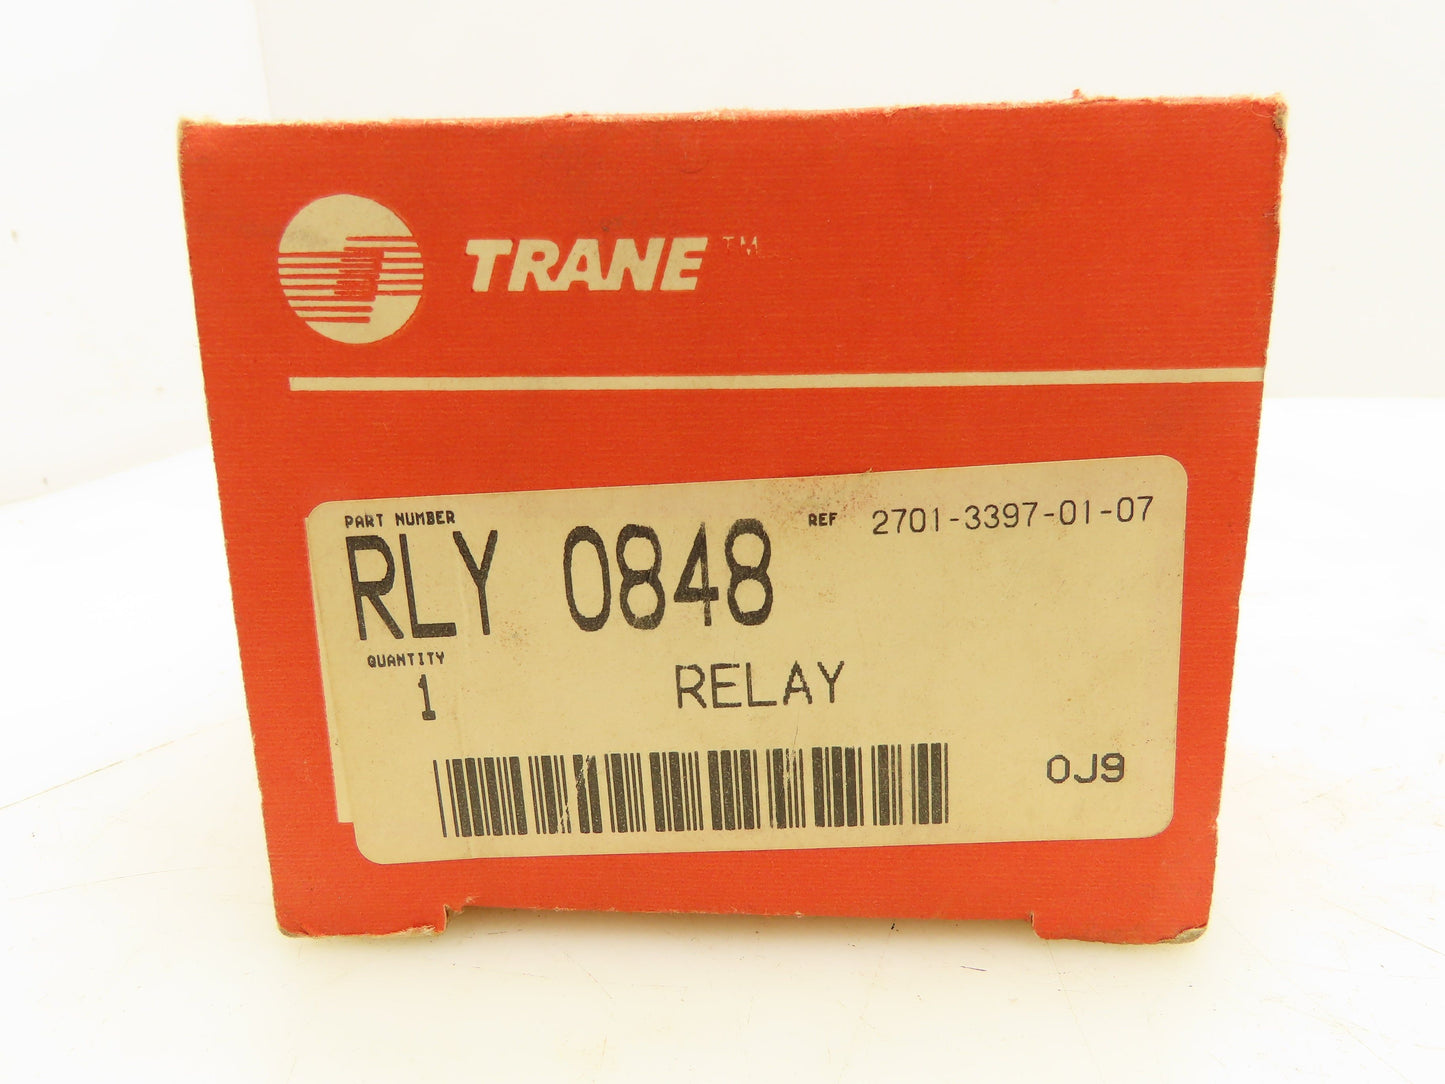 TRANE™
PART NUMBER
RLY 0848
REF 2701-3397-01-07
QUANTITY
1
RELAY
0J9